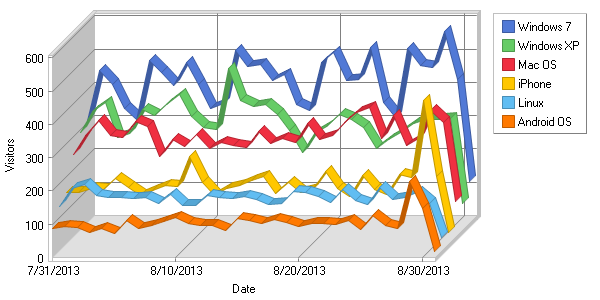 Windows 7
Windows XP
Mac OS
iPhone
Linux
Android OS
600
500
400
300
200
100
0
Visitors
7/31/2013
8/10/2013
8/20/2013
8/30/2013
Date